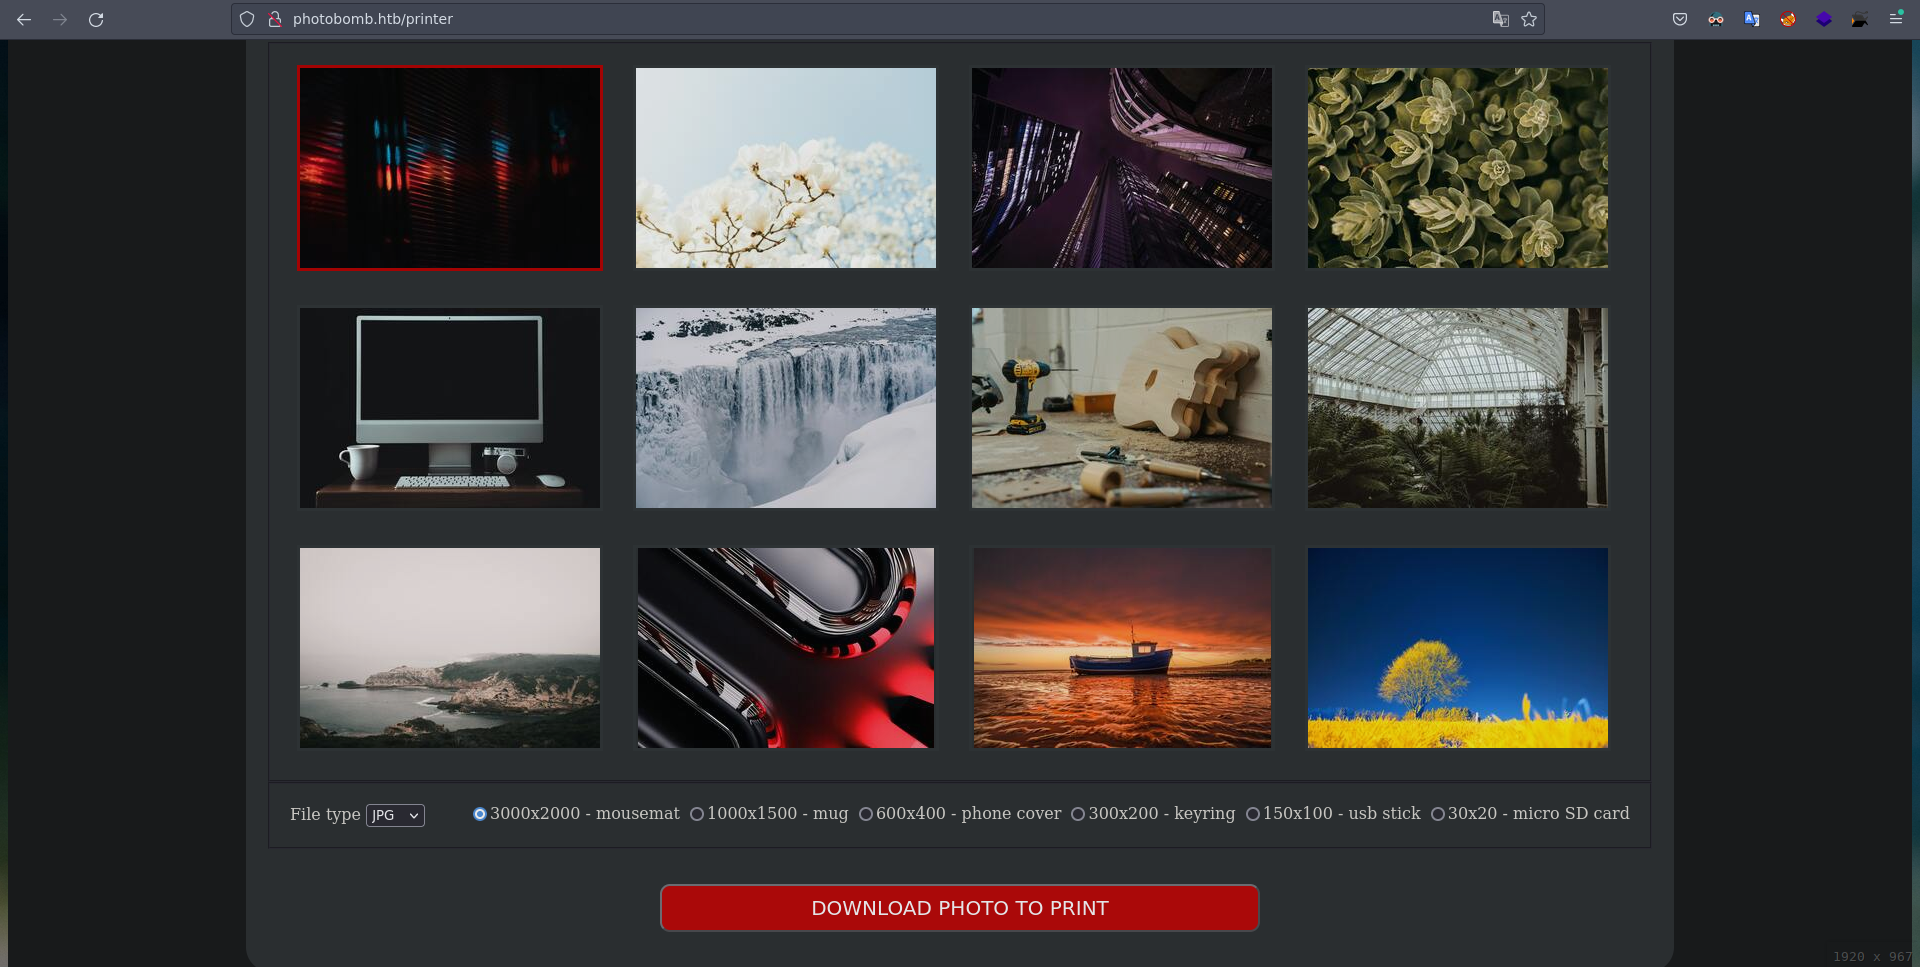 photobomb.htb/printer
File type JPG 3000x2000 - mousemat 1000x1500 - mug 600x400 - phone cover 300x200 - keyring 150x100 - usb stick 30x20 - micro SD card
DOWNLOAD PHOTO TO PRINT
1920 x 967